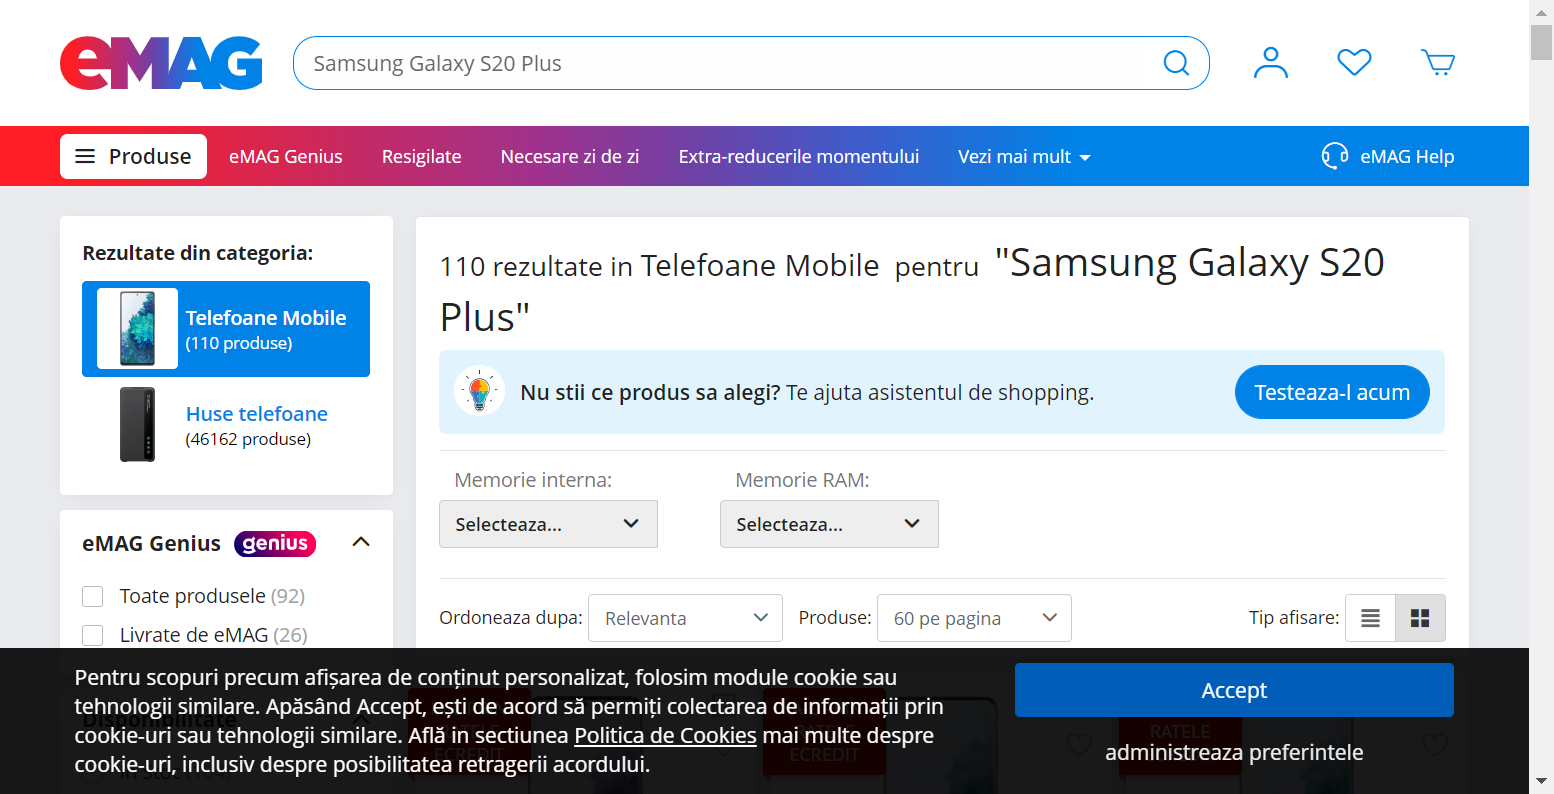 eMAG
Samsung Galaxy S20 Plus
Produse
eMAG Genius
Resigilate
Necesare zi de zi
Extra-reducerile momentului
Vezi mai mult
eMAG Help
Rezultate din categoria:
Telefoane Mobile
(110 produse)
Huse telefoane
(46162 produse)
eMAG Genius genius
Toate produsele (92)
Livrate de eMAG (26)
110 rezultate in Telefoane Mobile pentru "Samsung Galaxy S20
Plus"
Nu stii ce produs sa alegi? Te ajuta asistentul de shopping.
Testeaza-l acum
Memorie interna:
Memorie RAM:
Selecteaza...
Selecteaza...
Ordoneaza dupa: Relevanta
Produse: 60 pe pagina
Tip afisare:
Pentru scopuri precum afișarea de conținut personalizat, folosim module cookie sau
tehnologii similare. Apăsând Accept, ești de acord să permiți colectarea de informații prin
cookie-uri sau tehnologii similare. Află in sectiunea Politica de Cookies mai multe despre
cookie-uri, inclusiv despre posibilitatea retragerii acordului.
Accept
administreaza preferintele
Disponibilitate
RATELE
ECREDIT